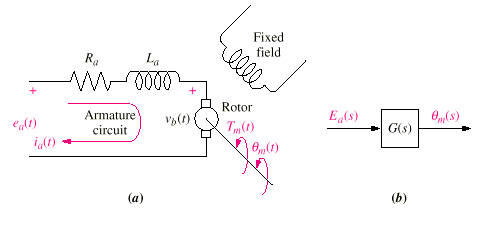 Fixed
field
R_a
L_a
+
+
Rotor
Armature
circuit
e_a(t)
i_a(t)
v_b(t)
T_m(t)
θ_m(t)
(a)
E_a(s)
G(s)
θ_m(s)
(b)